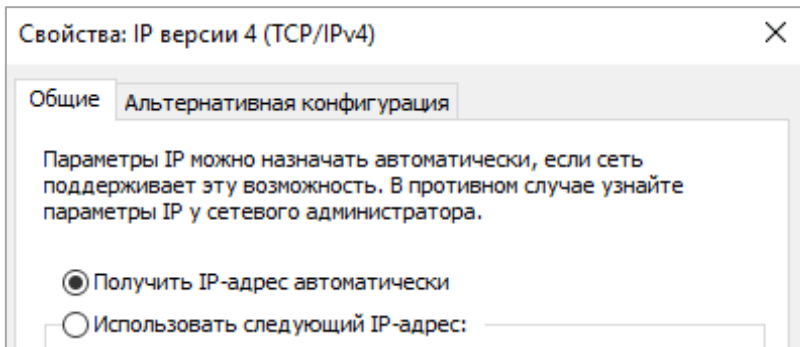 Свойства: IP версии 4 (TCP/IPv4)
Общие
Альтернативная конфигурация
Параметры IP можно назначать автоматически, если сеть
поддерживает эту возможность. В противном случае узнайте
параметры IP у сетевого администратора.
Получить IP-адрес автоматически
Использовать следующий IP-адрес: